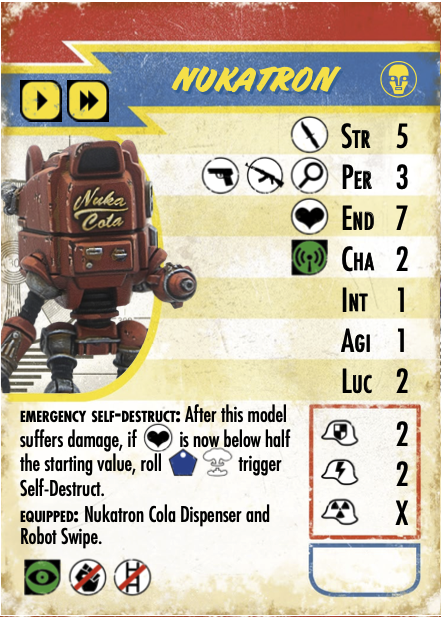 NUKATRON
STR 5
PER 3
END 7
Nuka
Cola
CHA 2
INT 1
AGI 1
LUC 2
EMERGENCY SELF-DESTRUCT: After this model
suffers damage, if is now below half
the starting value, roll trigger
Self-Destruct.
EQUIPPED: Nukatron Cola Dispenser and
Robot Swipe.
2
2
X